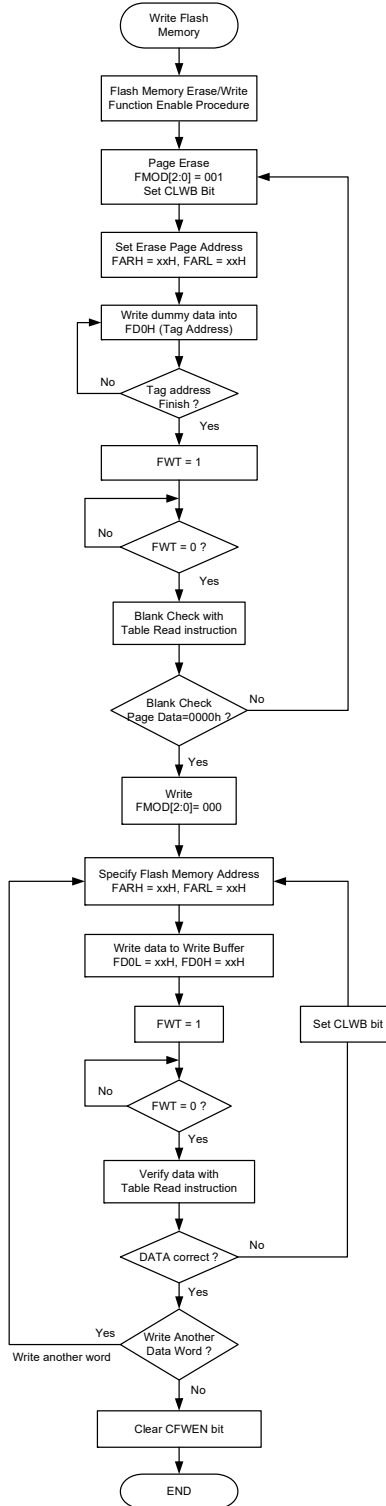 Write Flash
Memory
Flash Memory Erase/Write
Function Enable Procedure
Page Erase
FMOD[2:0] = 001
Set CLWB Bit
Set Erase Page Address
FARH = xxH, FARL = xxH
Write dummy data into
FD0H (Tag Address)
No
Tag address
Finish ?
Yes
FWT = 1
No
FWT = 0 ?
Yes
Blank Check with
Table Read instruction
No
Blank Check
Page Data=0000h ?
Yes
Write
FMOD[2:0]= 000
Specify Flash Memory Address
FARH = xxH, FARL = xxH
Write data to Write Buffer
FD0L = xxH, FD0H = xxH
FWT = 1
Set CLWB bit
No
FWT = 0 ?
Yes
Verify data with
Table Read instruction
DATA correct ?
No
Yes
Yes
Write another word
Write Another
Data Word ?
No
Clear CFWEN bit
END